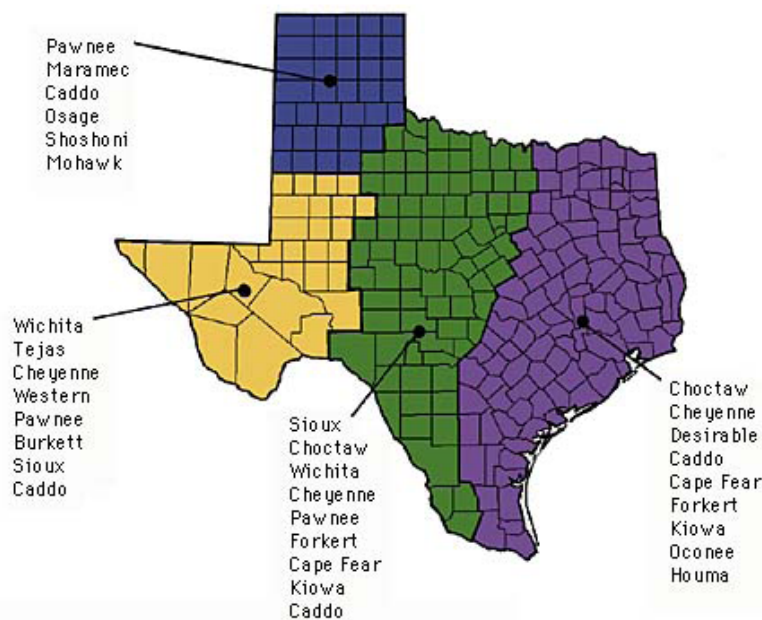 Pawnee
Maramec
Caddo
Osage
Shoshoni
Mohawk
Wichita
Tejas
Cheyenne
Western
Pawnee
Burkett
Sioux
Caddo
Sioux
Choctaw
Wichita
Cheyenne
Pawnee
Forkert
Cape Fear
Kiowa
Caddo
Choctaw
Cheyenne
Desirable
Caddo
Cape Fear
Forkert
Kiowa
Oconee
Houma